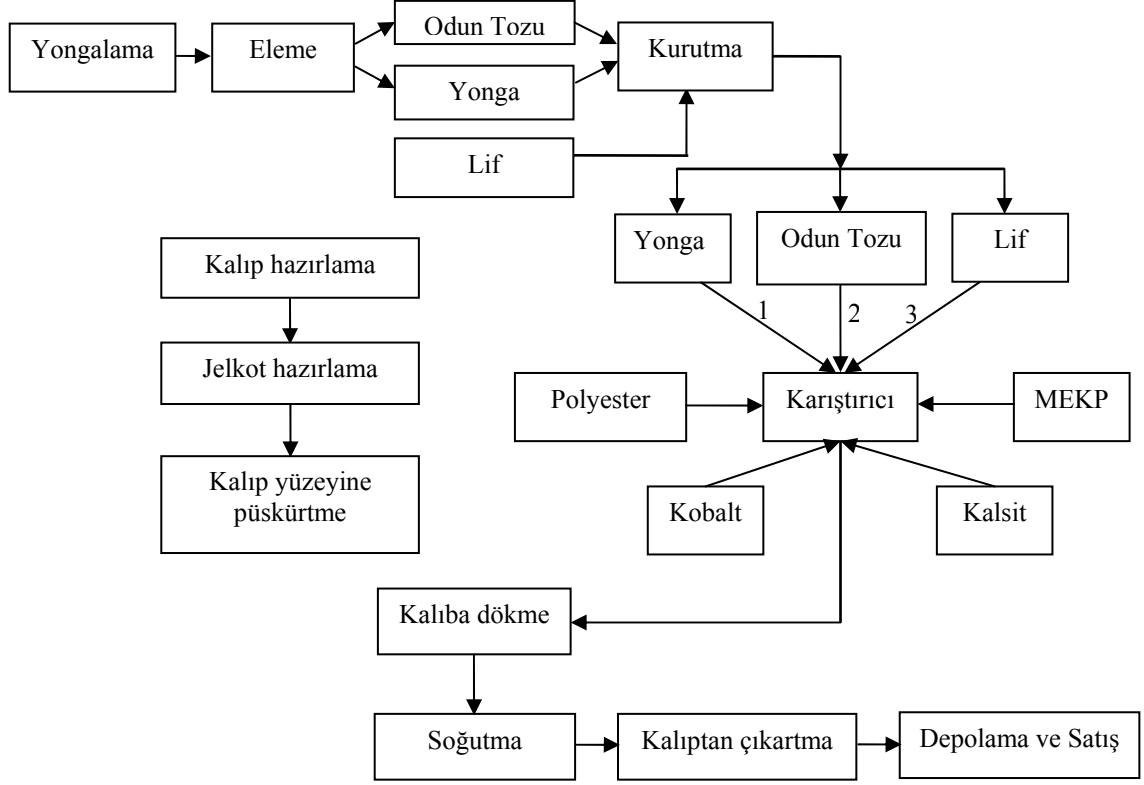 Yongalama
Eleme
Odun Tozu
Yonga
Lif
Kurutma
Yonga
Odun Tozu
Lif
1
2
3
Kalıp hazırlama
Jelkot hazırlama
Kalıp yüzeyine
püskürtme
Polyester
Karıştırıcı
MEKP
Kobalt
Kalsit
Kalıba dökme
Soğutma
Kalıptan çıkartma
Depolama ve Satış